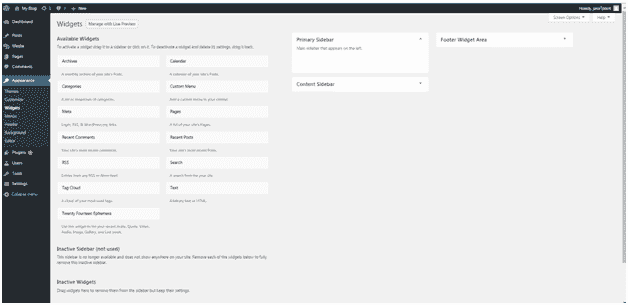 My Blog 1 7 + New
Howdy,
Screen Options Help
Dashboard
Posts
Media
Pages
Comments
Appearance
Themes
Customize
Widgets
Menus
Header
Background
Editor
Plugins
Users
Tools
Settings
Collapse menu
Widgets Manage with Live Preview
Available Widgets
To activate a widget drag it to a sidebar or click on it. To deactivate a widget and delete its settings, drag it back.
Archives
A monthly archive of your site's Posts.
Calendar
A calendar of your site's Posts.
Categories
A list or dropdown of categories.
Custom Menu
Add a custom menu to your sidebar.
Meta
Login, RSS, & WordPress.org links.
Pages
A list of your site's Pages.
Recent Comments
Your site's most recent comments.
Recent Posts
Your site's most recent Posts.
RSS
Entries from any RSS or Atom feed.
Search
A search form for your site.
Tag Cloud
A cloud of your most used tags.
Text
Arbitrary text or HTML.
Twenty Fourteen Ephemera
Use this widget to list your recent Aside, Quote, Video, Audio, Image, Gallery, and Link posts.
Inactive Sidebar (not used)
This sidebar is no longer available and does not show anywhere on your site. Remove each of the widgets below to fully
remove this inactive sidebar.
Inactive Widgets
Drag widgets here to remove them from the sidebar but keep their settings.
Primary Sidebar
Main sidebar that appears on the left.
Content Sidebar
Footer Widget Area